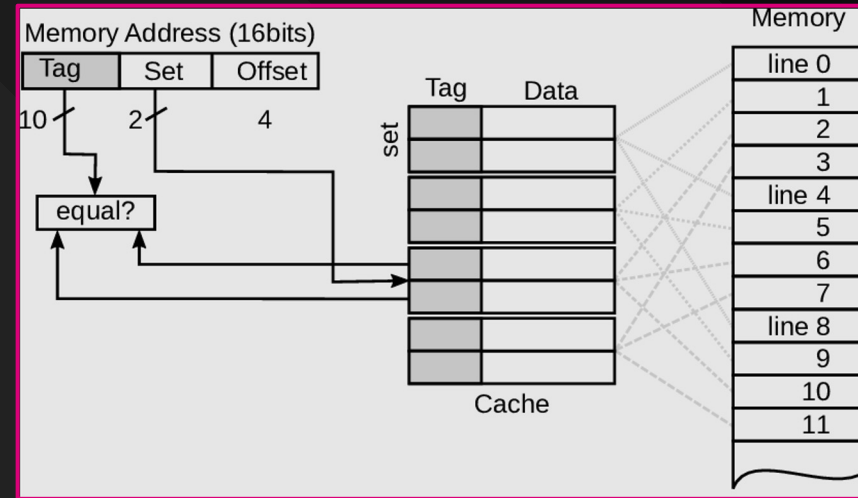 Memory Address (16bits)
Tag Set Offset
10 2 4
equal?
Tag Data
set
Cache
Memory
line 0
1
2
3
line 4
5
6
7
line 8
9
10
11